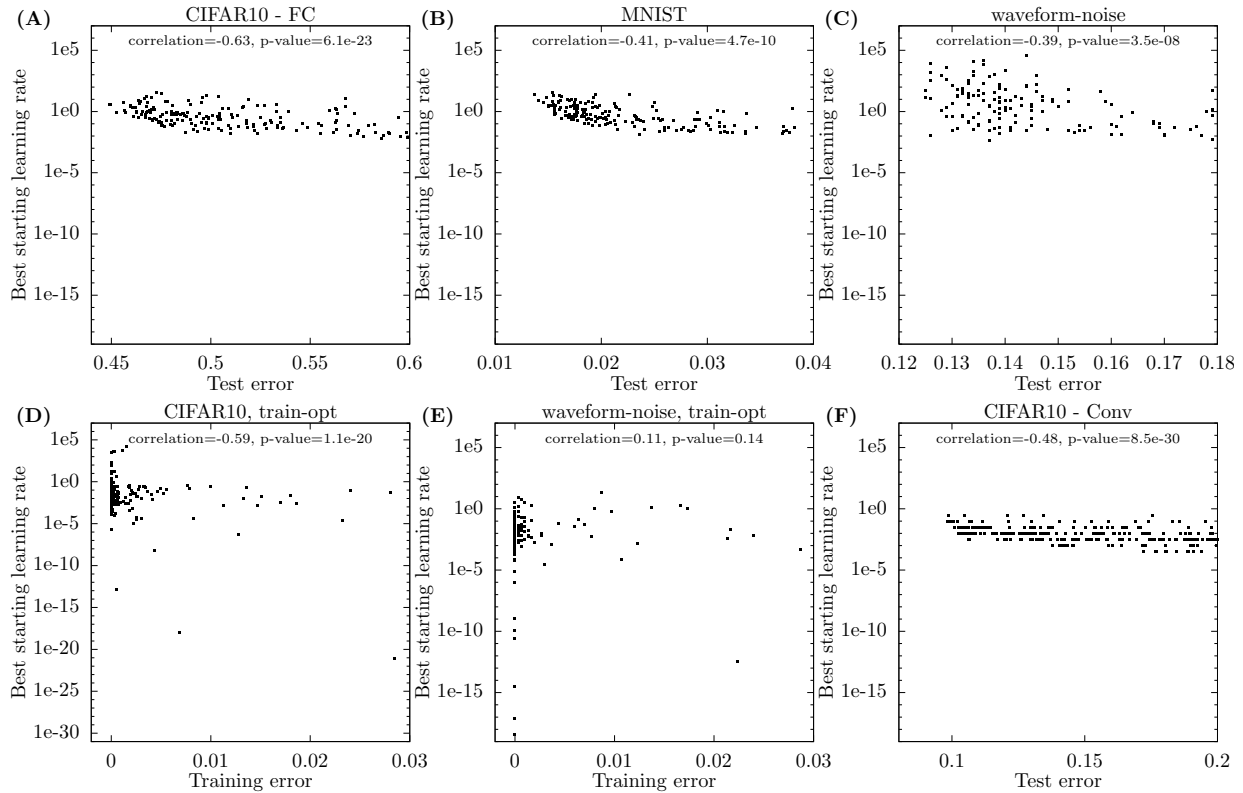 (A) CIFAR10 - FC
correlation=-0.63, p-value=6.1e-23
Best starting learning rate
1e5
1e0
1e-5
1e-10
1e-15
0.45 0.5 0.55 0.6
Test error
(B) MNIST
correlation=-0.41, p-value=4.7e-10
Best starting learning rate
1e5
1e0
1e-5
1e-10
1e-15
0.01 0.02 0.03 0.04
Test error
(C) waveform-noise
correlation=-0.39, p-value=3.5e-08
Best starting learning rate
1e5
1e0
1e-5
1e-10
1e-15
0.12 0.13 0.14 0.15 0.16 0.17 0.18
Test error
(D) CIFAR10, train-opt
correlation=-0.59, p-value=1.1e-20
Best starting learning rate
1e5
1e0
1e-5
1e-10
1e-15
1e-20
1e-25
1e-30
0 0.01 0.02 0.03
Training error
(E) waveform-noise, train-opt
correlation=0.11, p-value=0.14
Best starting learning rate
1e5
1e0
1e-5
1e-10
1e-15
0 0.01 0.02 0.03
Training error
(F) CIFAR10 - Conv
correlation=-0.48, p-value=8.5e-30
Best starting learning rate
1e5
1e0
1e-5
1e-10
1e-15
0.1 0.15 0.2
Test error